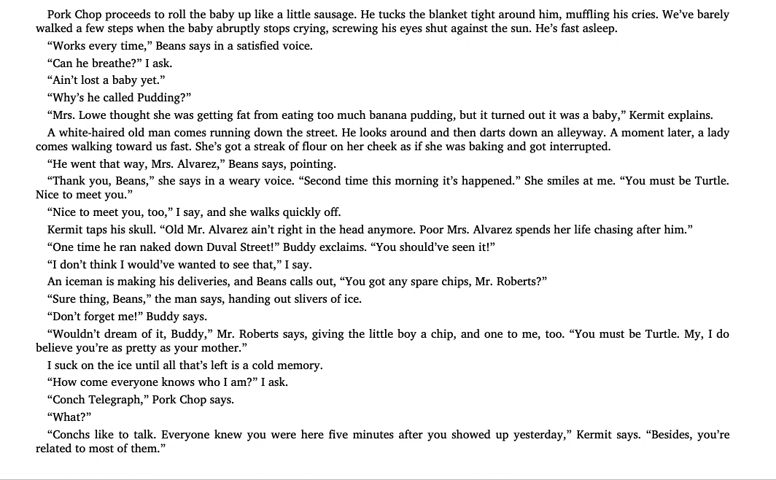 Pork Chop proceeds to roll the baby up like a little sausage. He tucks the blanket tight around him, muffling his cries. We’ve barely
walked a few steps when the baby abruptly stops crying, screwing his eyes shut against the sun. He’s fast asleep.
“Works every time,” Beans says in a satisfied voice.
“Can he breathe?” I ask.
“Ain’t lost a baby yet.”
“Why’s he called Pudding?”
“Mrs. Lowe thought she was getting fat from eating too much banana pudding, but it turned out it was a baby,” Kermit explains.
A white-haired old man comes running down the street. He looks around and then darts down an alleyway. A moment later, a lady
comes walking toward us fast. She’s got a streak of flour on her cheek as if she was baking and got interrupted.
“He went that way, Mrs. Alvarez,” Beans says, pointing.
“Thank you, Beans,” she says in a weary voice. “Second time this morning it’s happened.” She smiles at me. “You must be Turtle.
Nice to meet you.”
“Nice to meet you, too,” I say, and she walks quickly off.
Kermit taps his skull. “Old Mr. Alvarez ain’t right in the head anymore. Poor Mrs. Alvarez spends her life chasing after him.”
“One time he ran naked down Duval Street!” Buddy exclaims. “You should’ve seen it!”
“I don’t think I would’ve wanted to see that,” I say.
An iceman is making his deliveries, and Beans calls out, “You got any spare chips, Mr. Roberts?”
“Sure thing, Beans,” the man says, handing out slivers of ice.
“Don’t forget me!” Buddy says.
“Wouldn’t dream of it, Buddy,” Mr. Roberts says, giving the little boy a chip, and one to me, too. “You must be Turtle. My, I do
believe you’re as pretty as your mother.”
I suck on the ice until all that’s left is a cold memory.
“How come everyone knows who I am?” I ask.
“Conch Telegraph,” Pork Chop says.
“What?”
“Conchs like to talk. Everyone knew you were here five minutes after you showed up yesterday,” Kermit says. “Besides, you’re
related to most of them.”